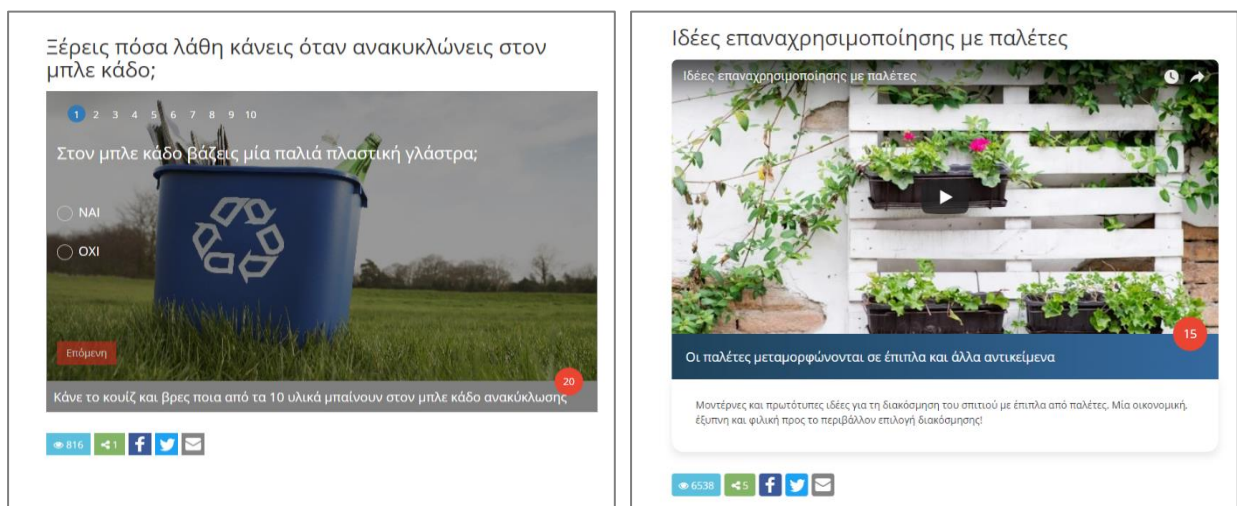 Ξέρεις πόσα λάθη κάνεις όταν ανακυκλώνεις στον
μπλε κάδο;
1 2 3 4 5 6 7 8 9 10
Στον μπλε κάδο βάζεις μία παλιά πλαστική γλάστρα;
ΝΑΙ
ΟΧΙ
Επόμενη
20
Κάνε το κουίζ και βρες ποια από τα 10 υλικά μπαίνουν στον μπλε κάδο ανακύκλωσης
816 1
Ιδέες επαναχρησιμοποίησης με παλέτες
Ιδέες επαναχρησιμοποίησης με παλέτες
15
Οι παλέτες μεταμορφώνονται σε έπιπλα και άλλα αντικείμενα
Μοντέρνες και πρωτότυπες ιδέες για τη διακόσμηση του σπιτιού με έπιπλα από παλέτες. Μία οικονομική,
έξυπνη και φιλική προς το περιβάλλον επιλογή διακόσμησης!
6538 5